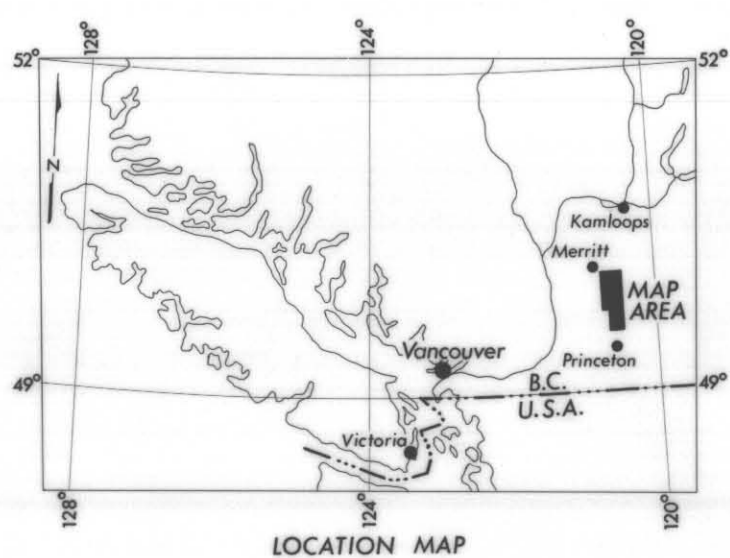 128°
124°
120°
52°
52°
N
Kamloops
Merritt
MAP
AREA
Vancouver
Princeton
49°
B.C.
49°
U.S.A.
Victoria
128°
124°
120°
LOCATION MAP